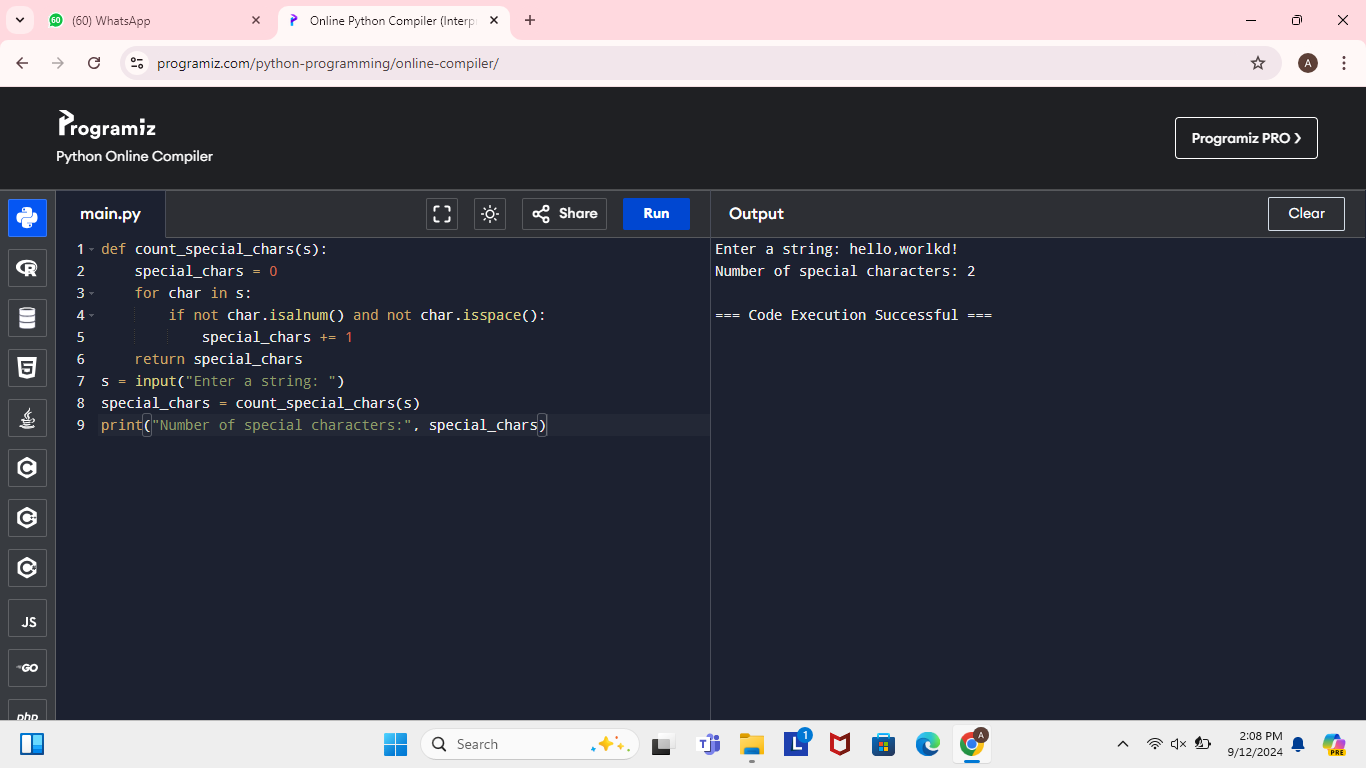 60 (60) WhatsApp
Online Python Compiler (Interp
programiz.com/python-programming/online-compiler/
A
Programiz
Python Online Compiler
Programiz PRO
main.py
Share
Run
Output
Clear
1 def count_special_chars(s):
2     special_chars = 0
3     for char in s:
4         if not char.isalnum() and not char.isspace():
5             special_chars += 1
6     return special_chars
7 s = input("Enter a string: ")
8 special_chars = count_special_chars(s)
9 print("Number of special characters:", special_chars)
Enter a string: hello,worlkd!
Number of special characters: 2
=== Code Execution Successful ===
R
5
C
C
C
JS
GO
php
Search
T
L 1
A
2:08 PM
9/12/2024
PRE